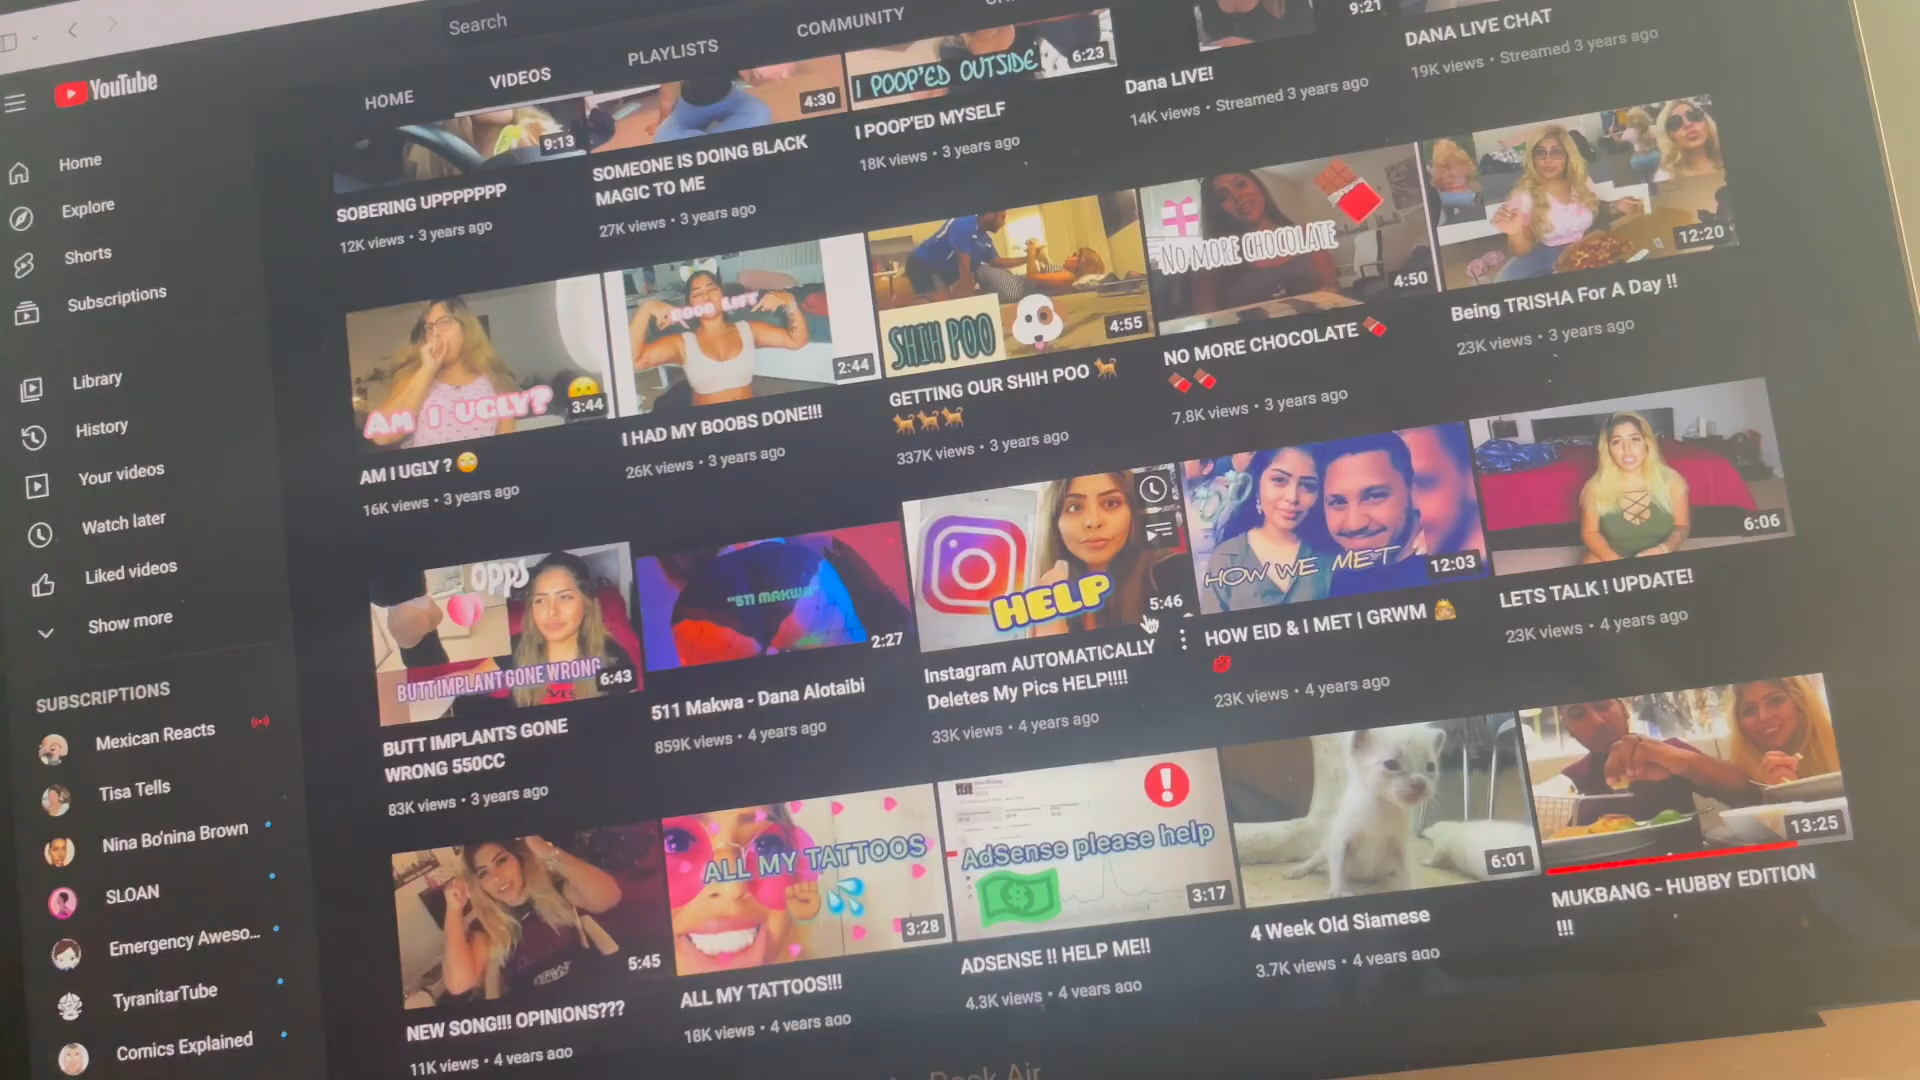 Search
YouTube
HOME
VIDEOS
PLAYLISTS
COMMUNITY
Home
Explore
Shorts
Subscriptions
Library
History
Your videos
Watch later
Liked videos
Show more
SUBSCRIPTIONS
Mexican Reacts
Tisa Tells
Nina Bo'nina Brown
SLOAN
Emergency Aweso...
TyranitarTube
Comics Explained
9:13
SOBERING UPPPPPPP
12K views • 3 years ago
4:30
SOMEONE IS DOING BLACK
MAGIC TO ME
27K views • 3 years ago
I POOP'ED OUTSIDE
6:23
I POOP'ED MYSELF
18K views • 3 years ago
Dana LIVE!
14K views • Streamed 3 years ago
9:21
DANA LIVE CHAT
19K views • Streamed 3 years ago
AM I UGLY?
3:44
AM I UGLY ? 🙄
16K views • 3 years ago
BOOB LIFT
2:44
I HAD MY BOOBS DONE!!!
26K views • 3 years ago
SHIH POO
4:55
GETTING OUR SHIH POO 🐕
🐕🐕🐕
337K views • 3 years ago
NO MORE CHOCOLATE
4:50
NO MORE CHOCOLATE 🍫
🍫🍫
7.8K views • 3 years ago
12:20
Being TRISHA For A Day !!
23K views • 3 years ago
OPPS
BUTT IMPLANT GONE WRONG
6:43
BUTT IMPLANTS GONE
WRONG 550CC
83K views • 3 years ago
"511 MAKWA"
2:27
511 Makwa - Dana Alotaibi
859K views • 4 years ago
HELP
5:46
Instagram AUTOMATICALLY
Deletes My Pics HELP!!!!
33K views • 4 years ago
HOW WE MET
12:03
HOW EID & I MET | GRWM 👸
23K views • 4 years ago
6:06
LETS TALK ! UPDATE!
23K views • 4 years ago
5:45
NEW SONG!!! OPINIONS???
11K views • 4 years ago
ALL MY TATTOOS
3:28
ALL MY TATTOOS!!!
18K views • 4 years ago
AdSense please help
3:17
ADSENSE !! HELP ME!!
4.3K views • 4 years ago
6:01
4 Week Old Siamese
3.7K views • 4 years ago
13:25
MUKBANG - HUBBY EDITION
!!!